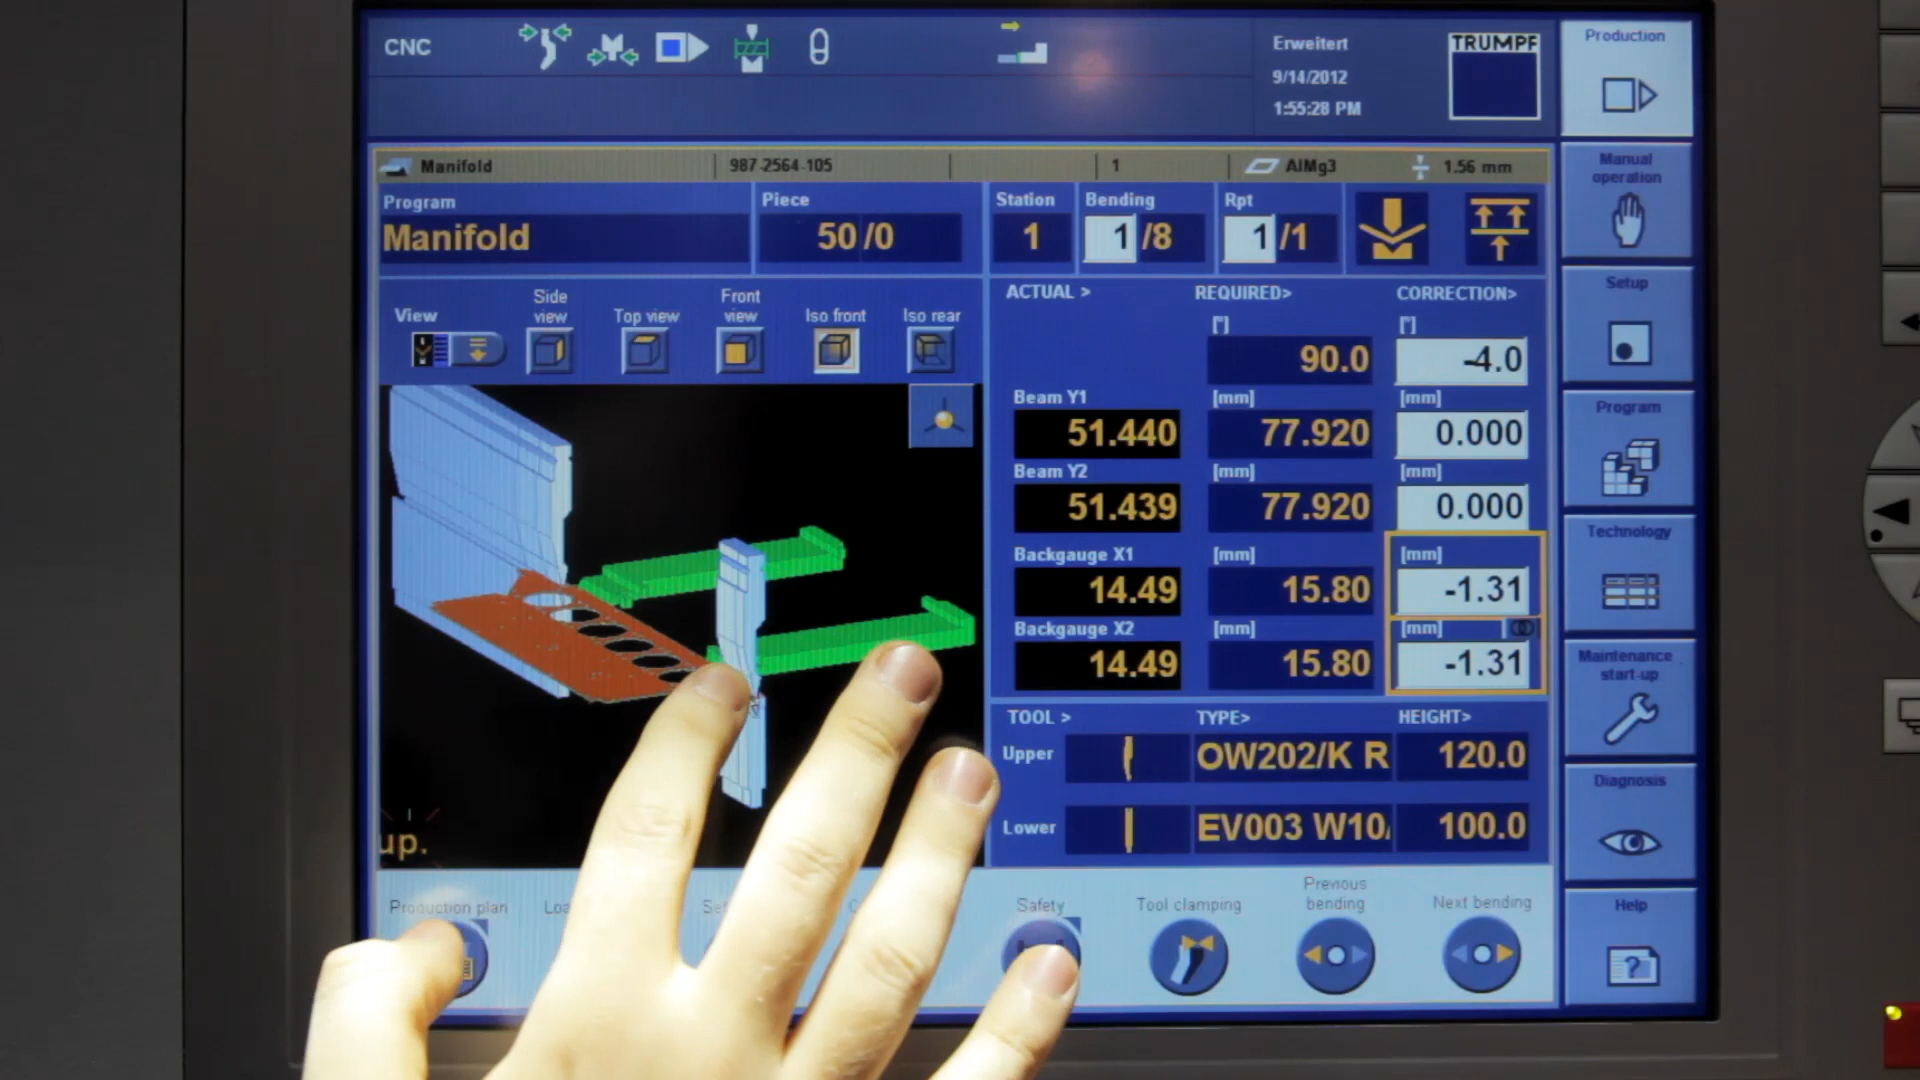 CNC
Erweitert
9/14/2012
1:55:28 PM
TRUMPF
Production
Manifold 987-2564-105 1 AlMg3 1.56 mm
Manual
operation
Program Piece Station Bending Rpt
Manifold 50/0 1 1/8 1/1
Setup
View Side view Top view Front view Iso front Iso rear
ACTUAL > REQUIRED> CORRECTION>
[°] [°]
90.0 -4.0
Beam Y1 [mm] [mm]
51.440 77.920 0.000
Program
Beam Y2 [mm] [mm]
51.439 77.920 0.000
Technology
Backgauge X1 [mm] [mm]
14.49 15.80 -1.31
Backgauge X2 [mm] [mm]
14.49 15.80 -1.31
Maintenance
start-up
TOOL > TYPE> HEIGHT>
Upper OW202/K R 120.0
Diagnosis
Lower EV003 W10/ 100.0
up.
Production plan Safety Tool clamping Previous bending Next bending
Help